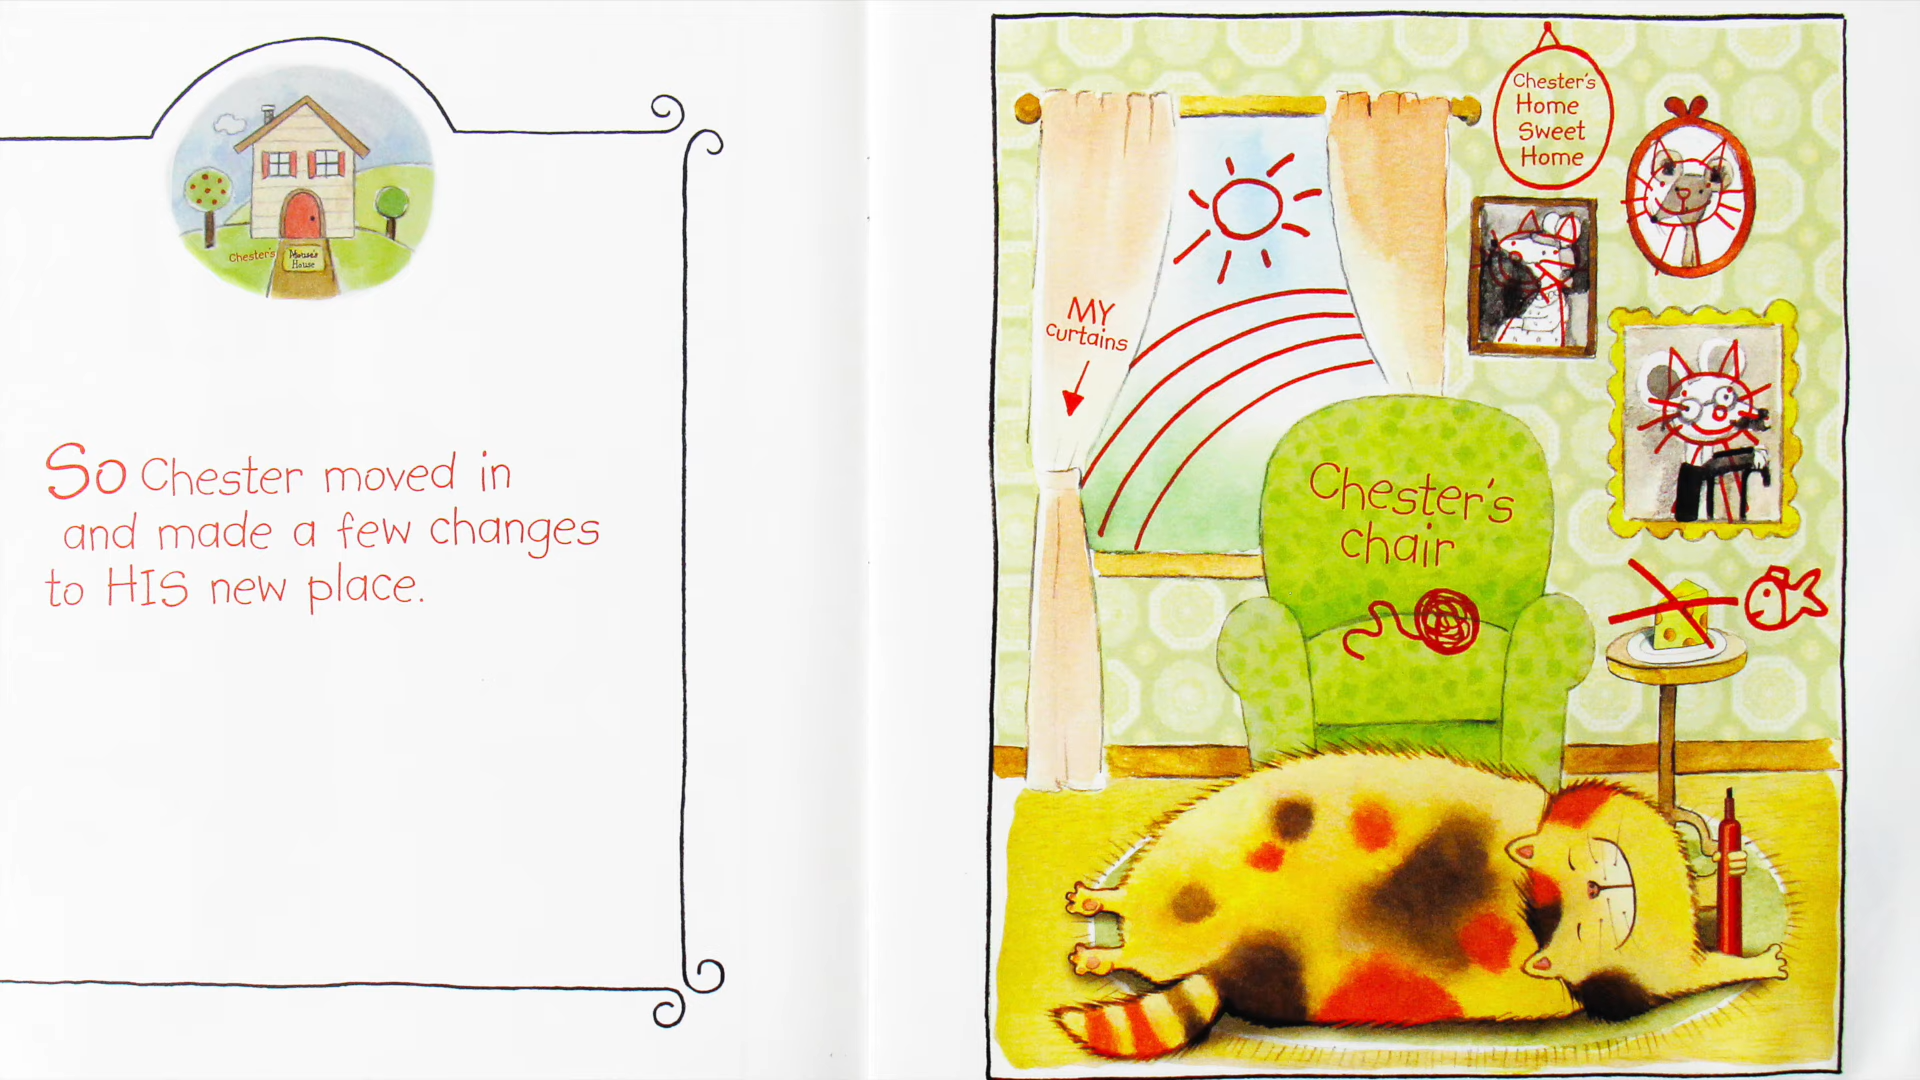 Chester's
Mouse's
House
So Chester moved in
and made a few changes
to HIS new place.
Chester's
Home
Sweet
Home
MY
curtains
Chester's
chair